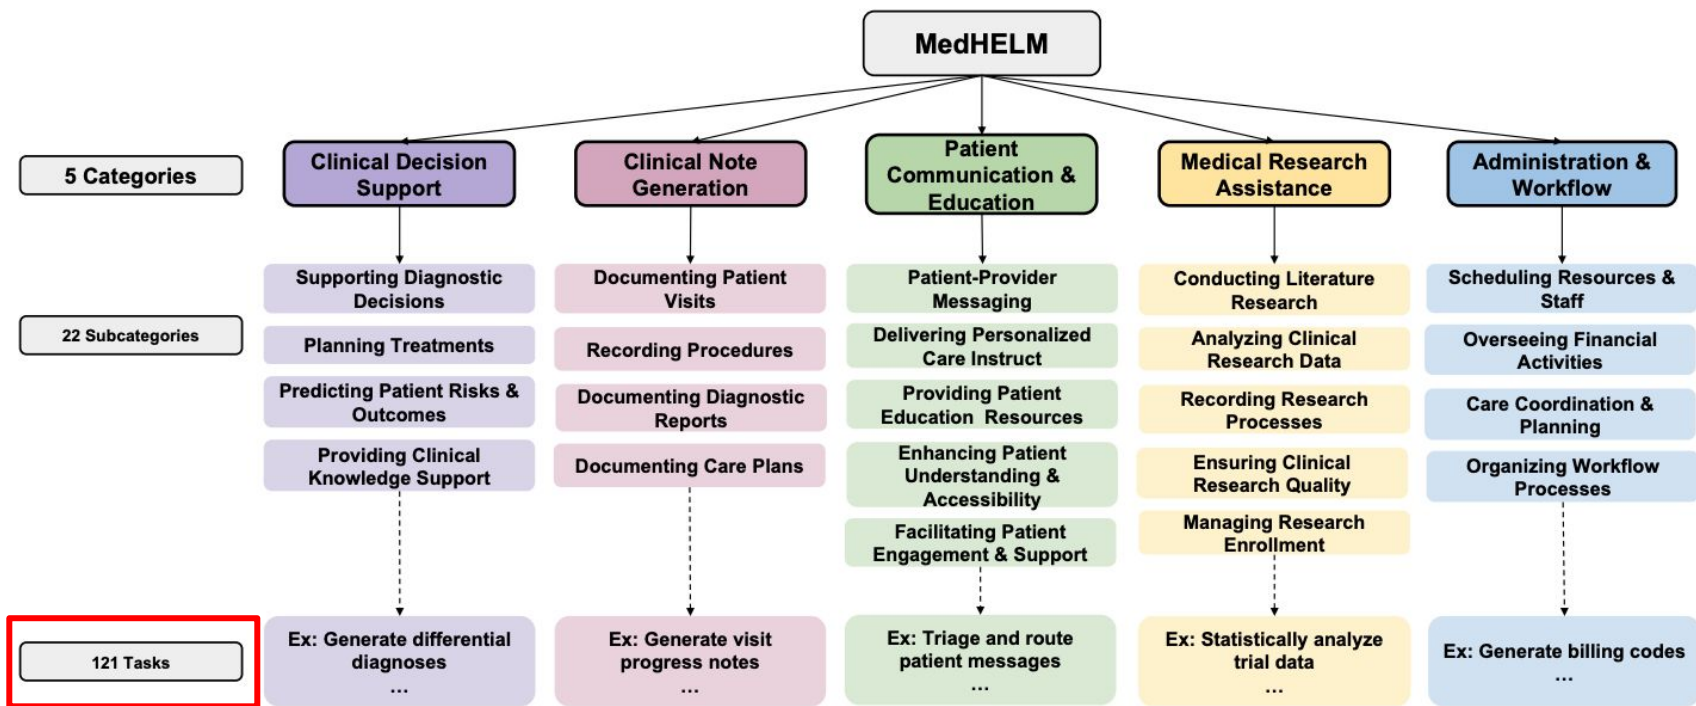 MedHELM
5 Categories
Clinical Decision
Support
Clinical Note
Generation
Patient
Communication &
Education
Medical Research
Assistance
Administration &
Workflow
22 Subcategories
Supporting Diagnostic
Decisions
Planning Treatments
Predicting Patient Risks &
Outcomes
Providing Clinical
Knowledge Support
Documenting Patient
Visits
Recording Procedures
Documenting Diagnostic
Reports
Documenting Care Plans
Patient-Provider
Messaging
Delivering Personalized
Care Instruct
Providing Patient
Education Resources
Enhancing Patient
Understanding &
Accessibility
Facilitating Patient
Engagement & Support
Conducting Literature
Research
Analyzing Clinical
Research Data
Recording Research
Processes
Ensuring Clinical
Research Quality
Managing Research
Enrollment
Scheduling Resources &
Staff
Overseeing Financial
Activities
Care Coordination &
Planning
Organizing Workflow
Processes
121 Tasks
Ex: Generate differential
diagnoses
...
Ex: Generate visit
progress notes
...
Ex: Triage and route
patient messages
...
Ex: Statistically analyze
trial data
...
Ex: Generate billing codes
...